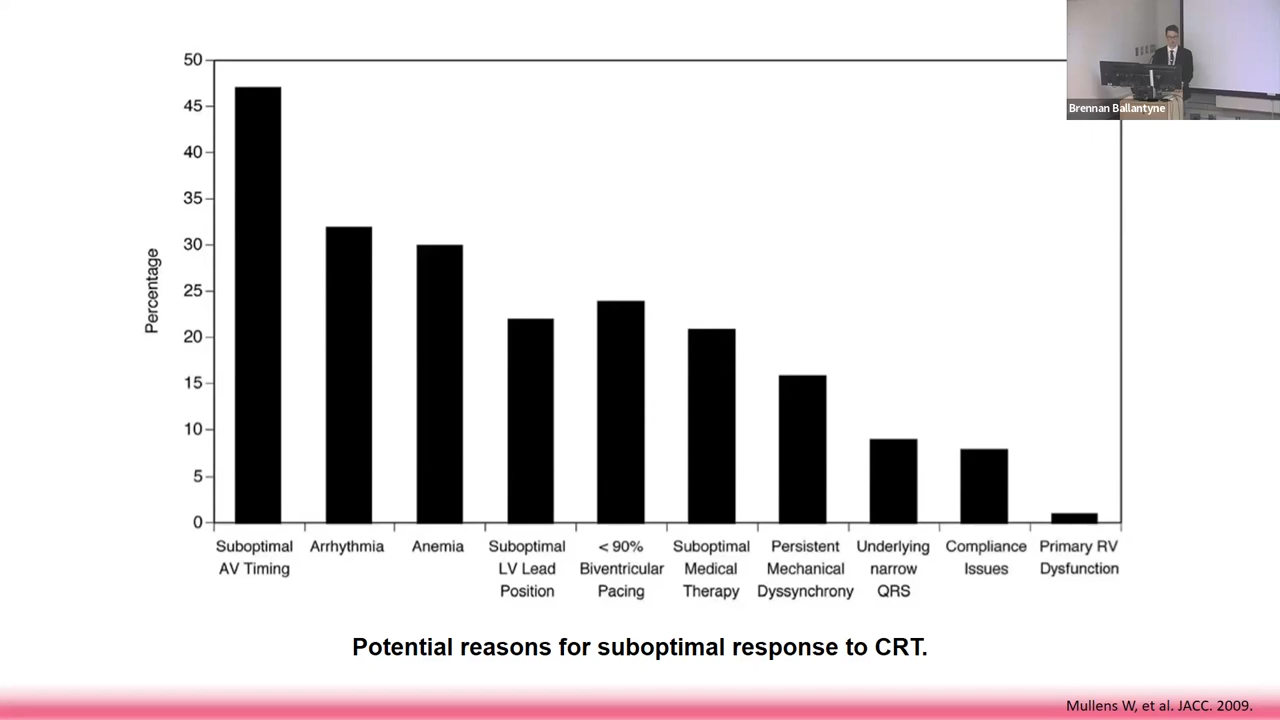 Brennan Ballantyne
50
45
40
35
30
25
20
15
10
5
0
Percentage
Suboptimal
AV Timing
Arrhythmia
Anemia
Suboptimal
LV Lead
Position
< 90%
Biventricular
Pacing
Suboptimal
Medical
Therapy
Persistent
Mechanical
Dyssynchrony
Underlying
narrow
QRS
Compliance
Issues
Primary RV
Dysfunction
Potential reasons for suboptimal response to CRT.
Mullens W, et al. JACC. 2009.